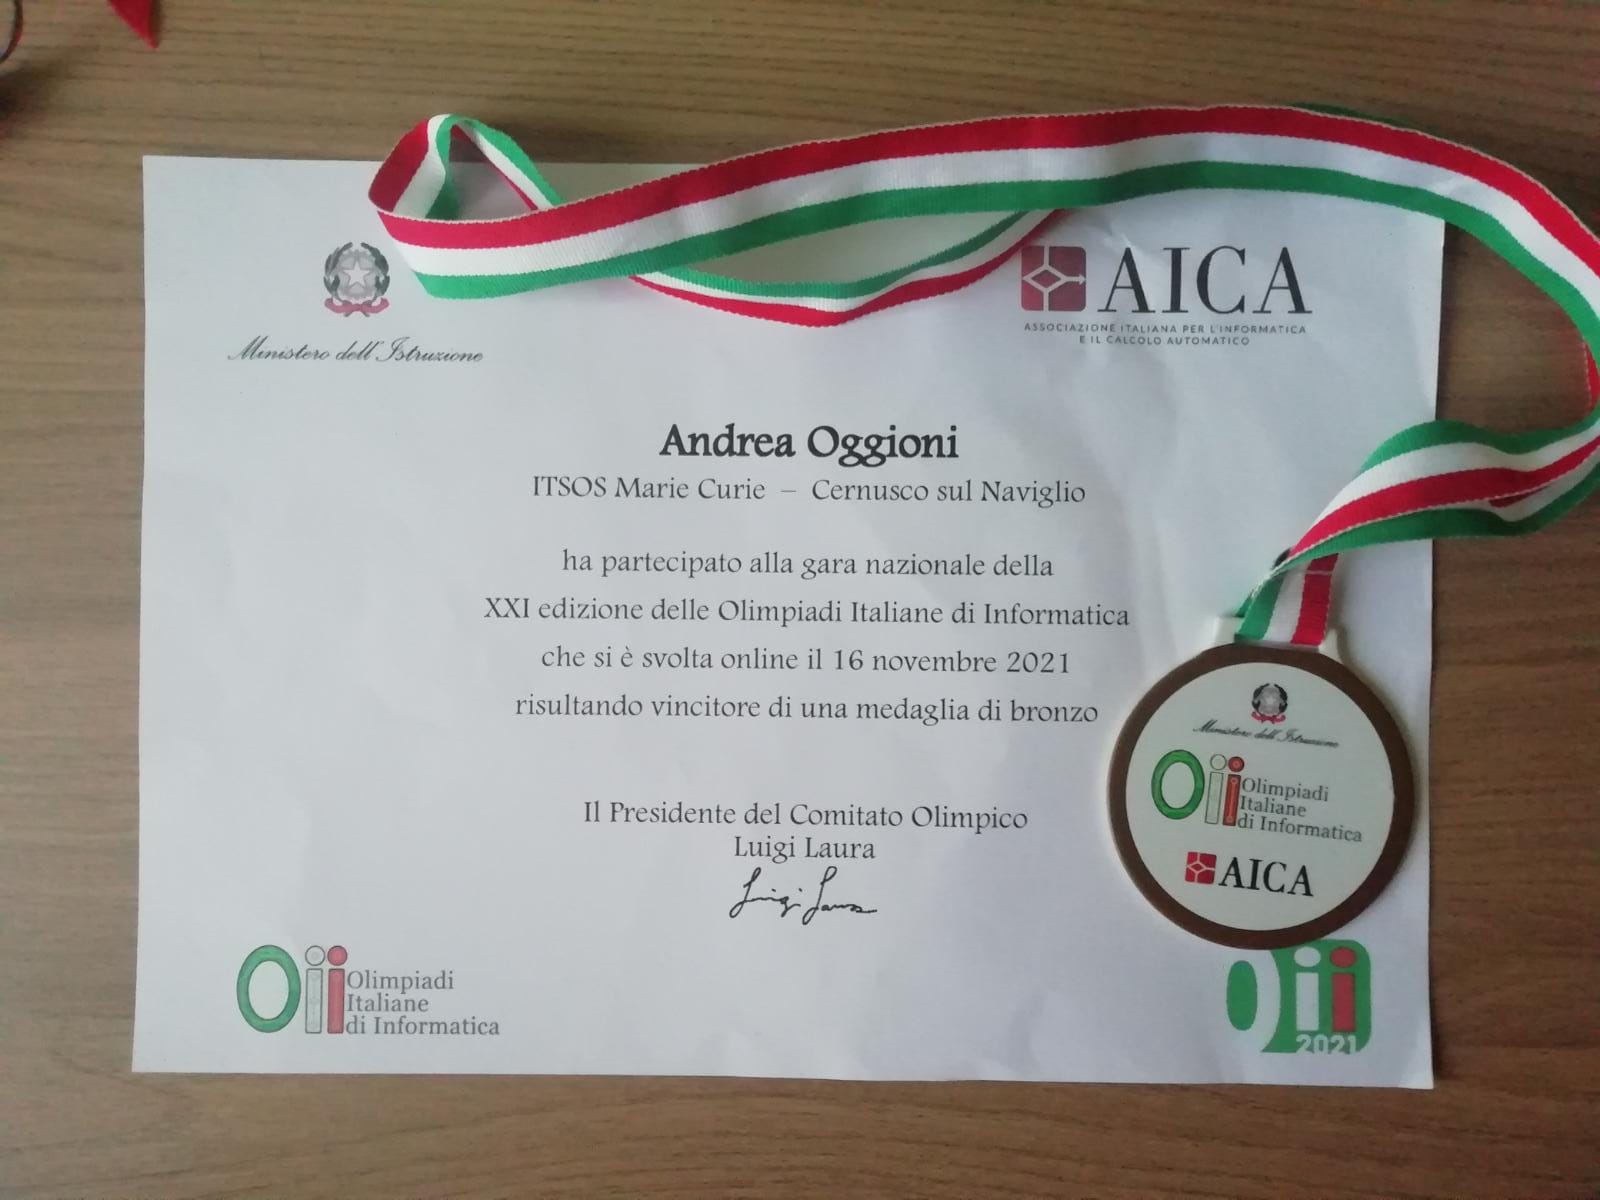 Ministero dell'Istruzione
AICA
ASSOCIAZIONE ITALIANA PER L'INFORMATICA
E IL CALCOLO AUTOMATICO
Andrea Oggioni
ITSOS Marie Curie – Cernusco sul Naviglio
ha partecipato alla gara nazionale della
XXI edizione delle Olimpiadi Italiane di Informatica
che si è svolta online il 16 novembre 2021
risultando vincitore di una medaglia di bronzo
Il Presidente del Comitato Olimpico
Luigi Laura
Luigi Laura
Oii
Olimpiadi
Italiane
di Informatica
Ministero dell'Istruzione
Oii
Olimpiadi
Italiane
di Informatica
AICA
Oii
2021